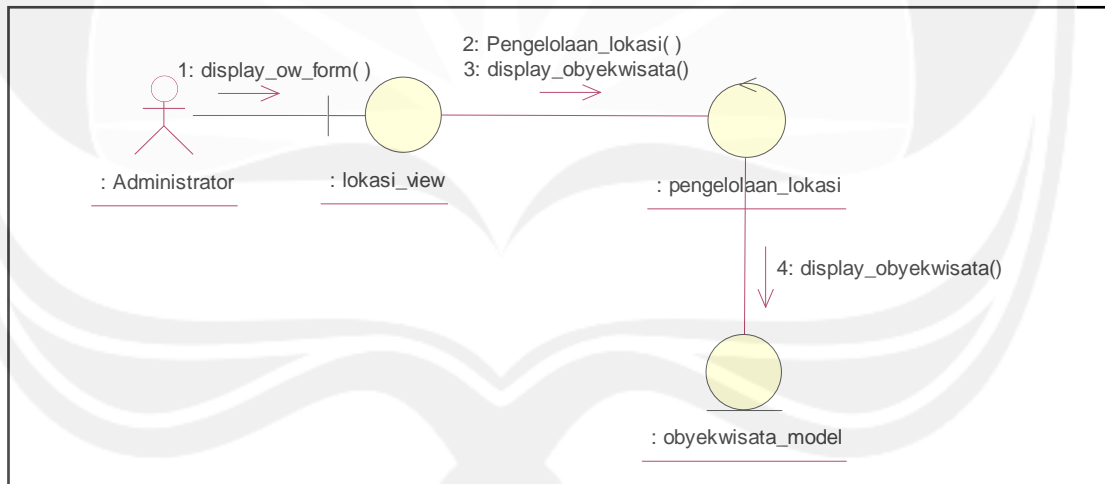 1: display_ow_form( )
2: Pengelolaan_lokasi( )
3: display_obyekwisata()
: Administrator
: lokasi_view
: pengelolaan_lokasi
4: display_obyekwisata()
: obyekwisata_model